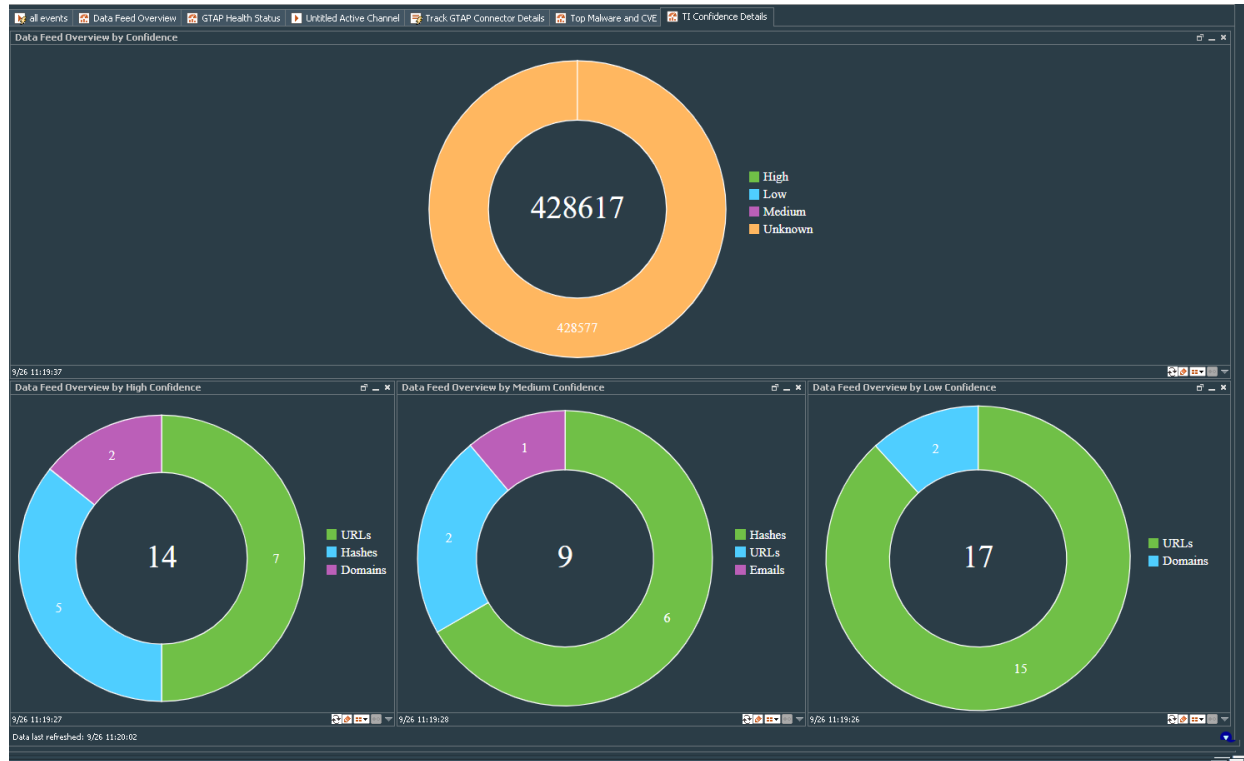 all events Data Feed Overview GTAP Health Status Untitled Active Channel Track GTAP Connector Details Top Malware and CVE TI Confidence Details
Data Feed Overview by Confidence
428617
428577
High
Low
Medium
Unknown
9/26 11:19:37
Data Feed Overview by High Confidence
2
7
5
14
URLs
Hashes
Domains
9/26 11:19:27
Data Feed Overview by Medium Confidence
1
2
6
9
Hashes
URLs
Emails
9/26 11:19:28
Data Feed Overview by Low Confidence
2
15
17
URLs
Domains
9/26 11:19:26
Data last refreshed: 9/26 11:20:02